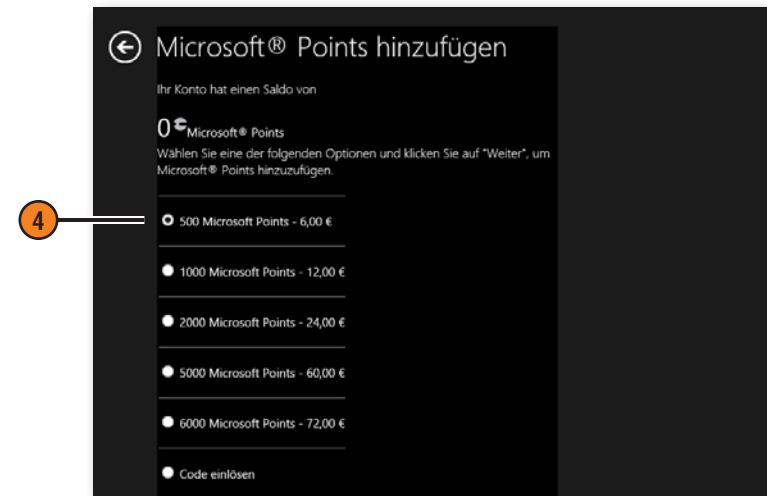 Microsoft® Points hinzufügen
Ihr Konto hat einen Saldo von
0 Microsoft® Points
Wählen Sie eine der folgenden Optionen und klicken Sie auf "Weiter", um
Microsoft® Points hinzuzufügen.
4
500 Microsoft Points - 6,00 €
1000 Microsoft Points - 12,00 €
2000 Microsoft Points - 24,00 €
5000 Microsoft Points - 60,00 €
6000 Microsoft Points - 72,00 €
Code einlösen